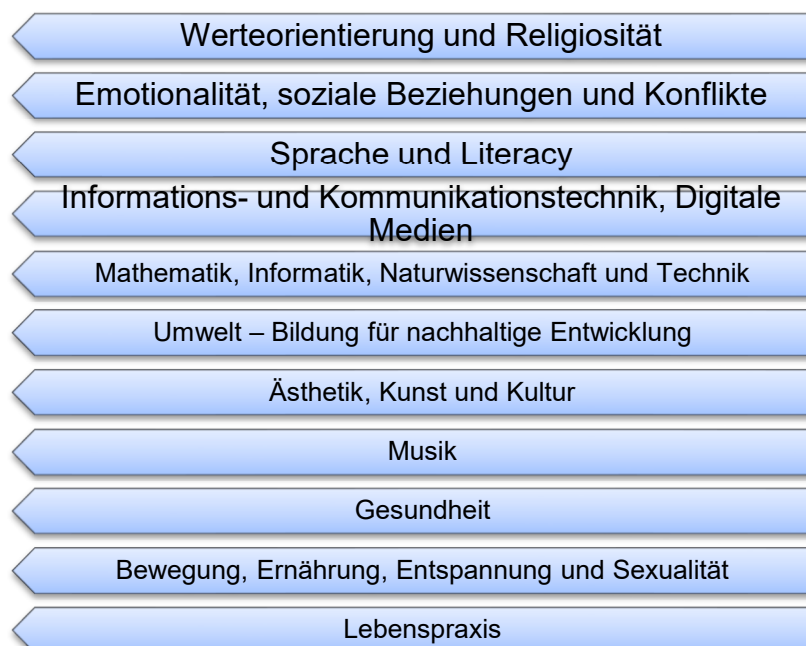 Werteorientierung und Religiosität
Emotionalität, soziale Beziehungen und Konflikte
Sprache und Literacy
Informations- und Kommunikationstechnik, Digitale
Medien
Mathematik, Informatik, Naturwissenschaft und Technik
Umwelt – Bildung für nachhaltige Entwicklung
Ästhetik, Kunst und Kultur
Musik
Gesundheit
Bewegung, Ernährung, Entspannung und Sexualität
Lebenspraxis